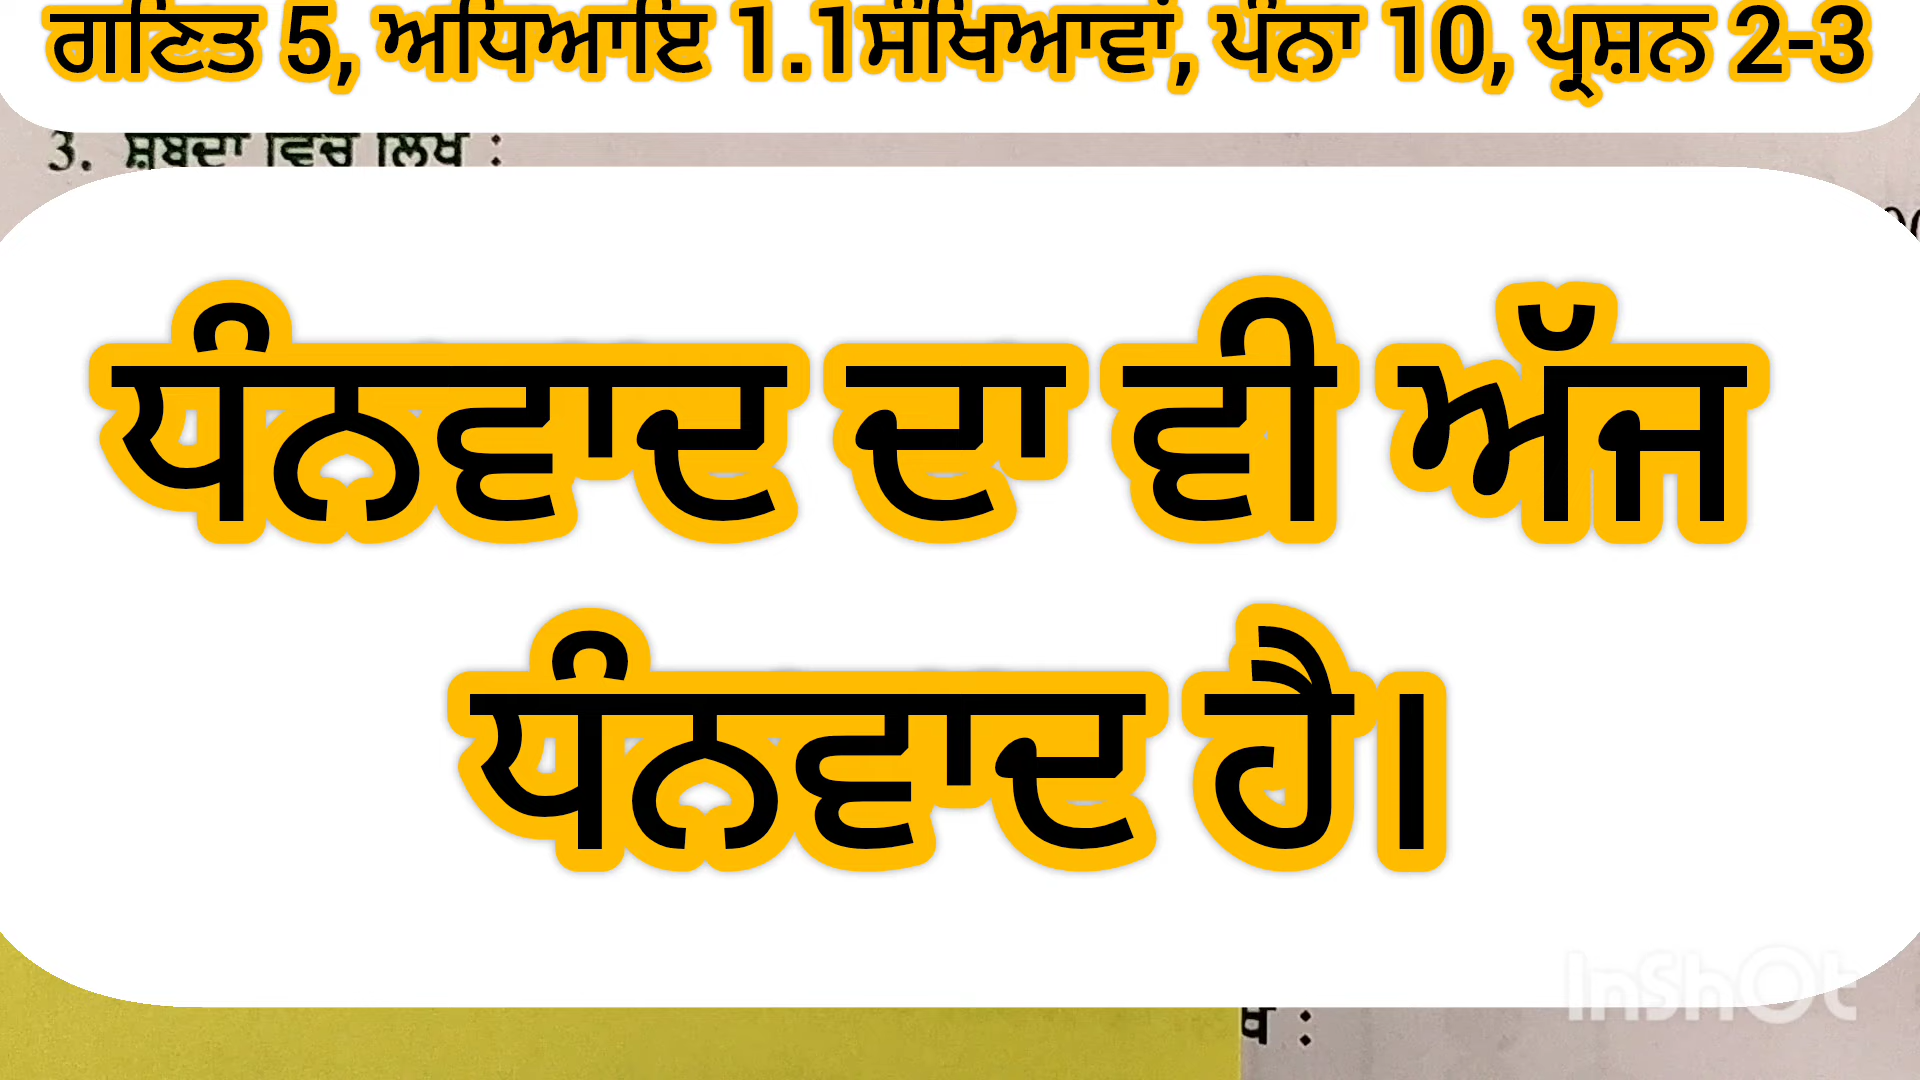 ਗਣਿਤ 5, ਅਧਿਆਇ 1.1ਸੰਖਿਆਵਾਂ, ਪੰਨਾ 10, ਪ੍ਰਸ਼ਨ 2-3
3. ਸ਼ਬਦਾਂ ਵਿੱਚ ਲਿਖੋ :
ਧੰਨਵਾਦ ਦਾ ਵੀ ਅੱਜ
ਧੰਨਵਾਦ ਹੈ।
InShOt